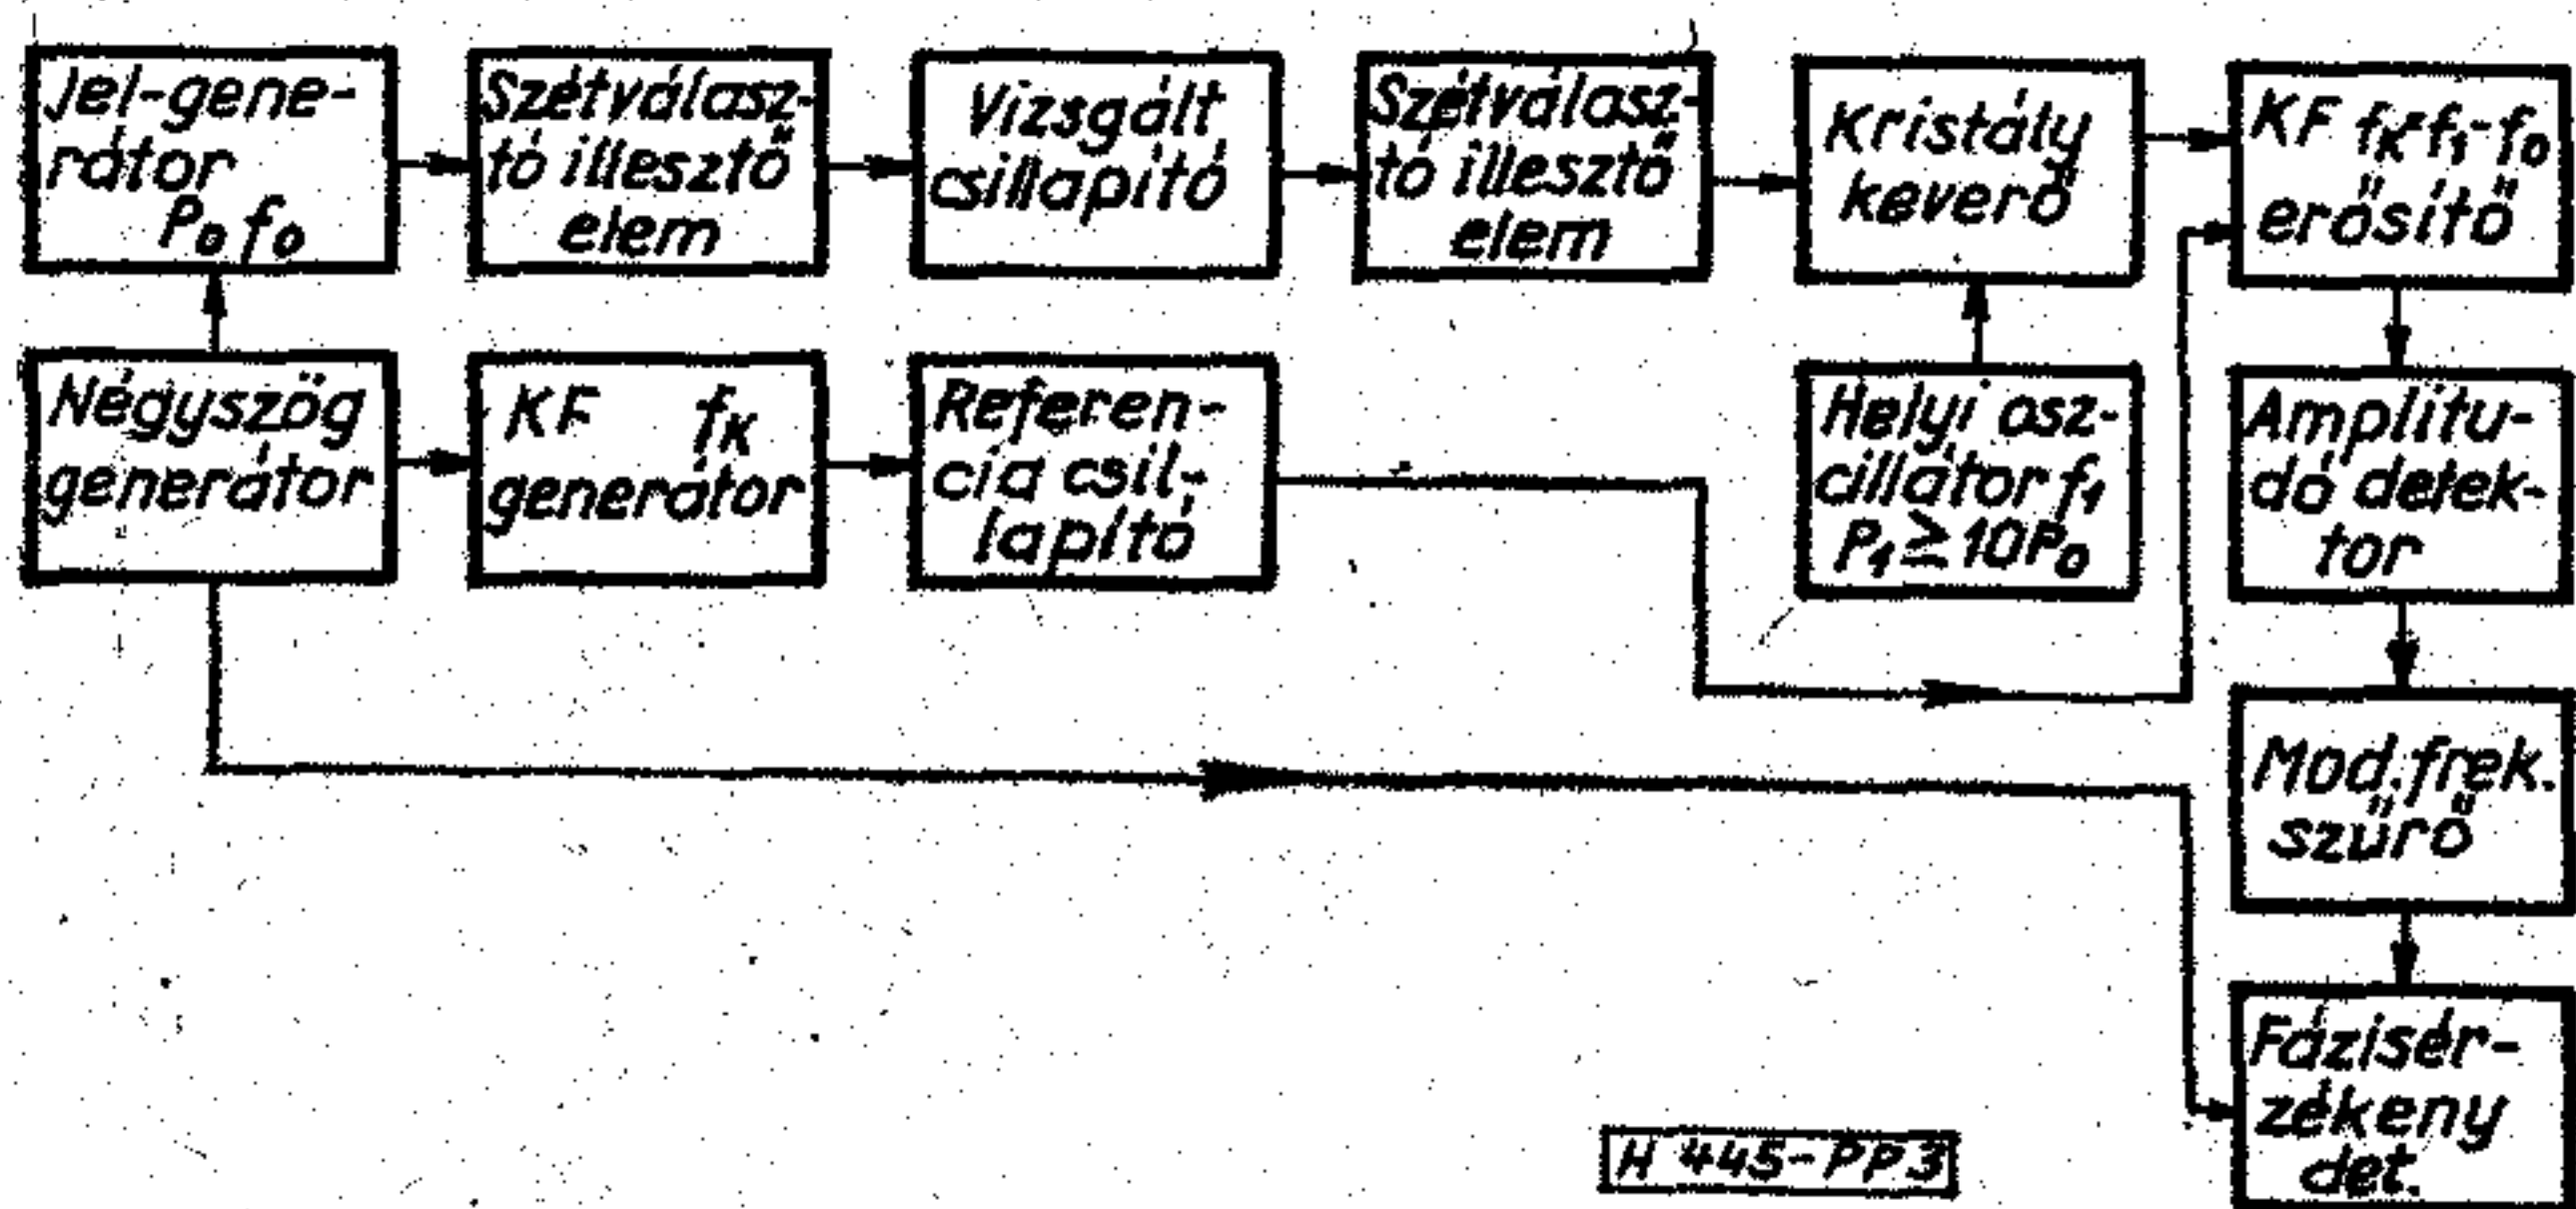 Jel-gene-
rátor
P₀ f₀
Szétválasz-
tó illesztő
elem
Vizsgált
csillapító
Szétválasz-
tó illesztő
elem
Kristály
keverő
KF fK=f₁-f₀
erősítő
Négyszög
generátor
KF fK
generátor
Referen-
cia csil-
lapító
Helyi osz-
cillátor f₁
P₁≥10P₀
Amplitu-
dó detek-
tor
Mod.frek.
szűrő
Fázisér-
zékeny
det.
H 445-PP3